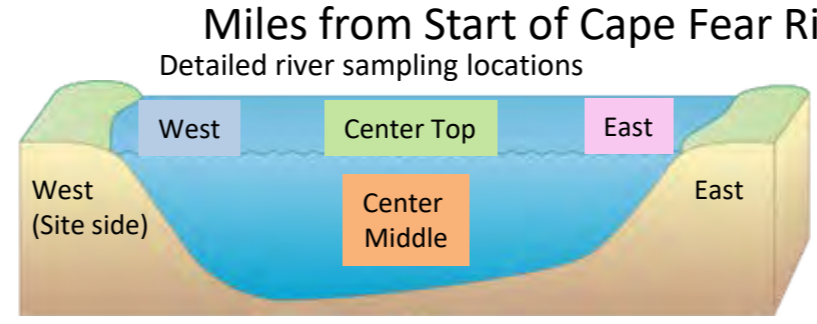 Miles from Start of Cape Fear Ri
Detailed river sampling locations
West
Center Top
East
West
(Site side)
Center
Middle
East